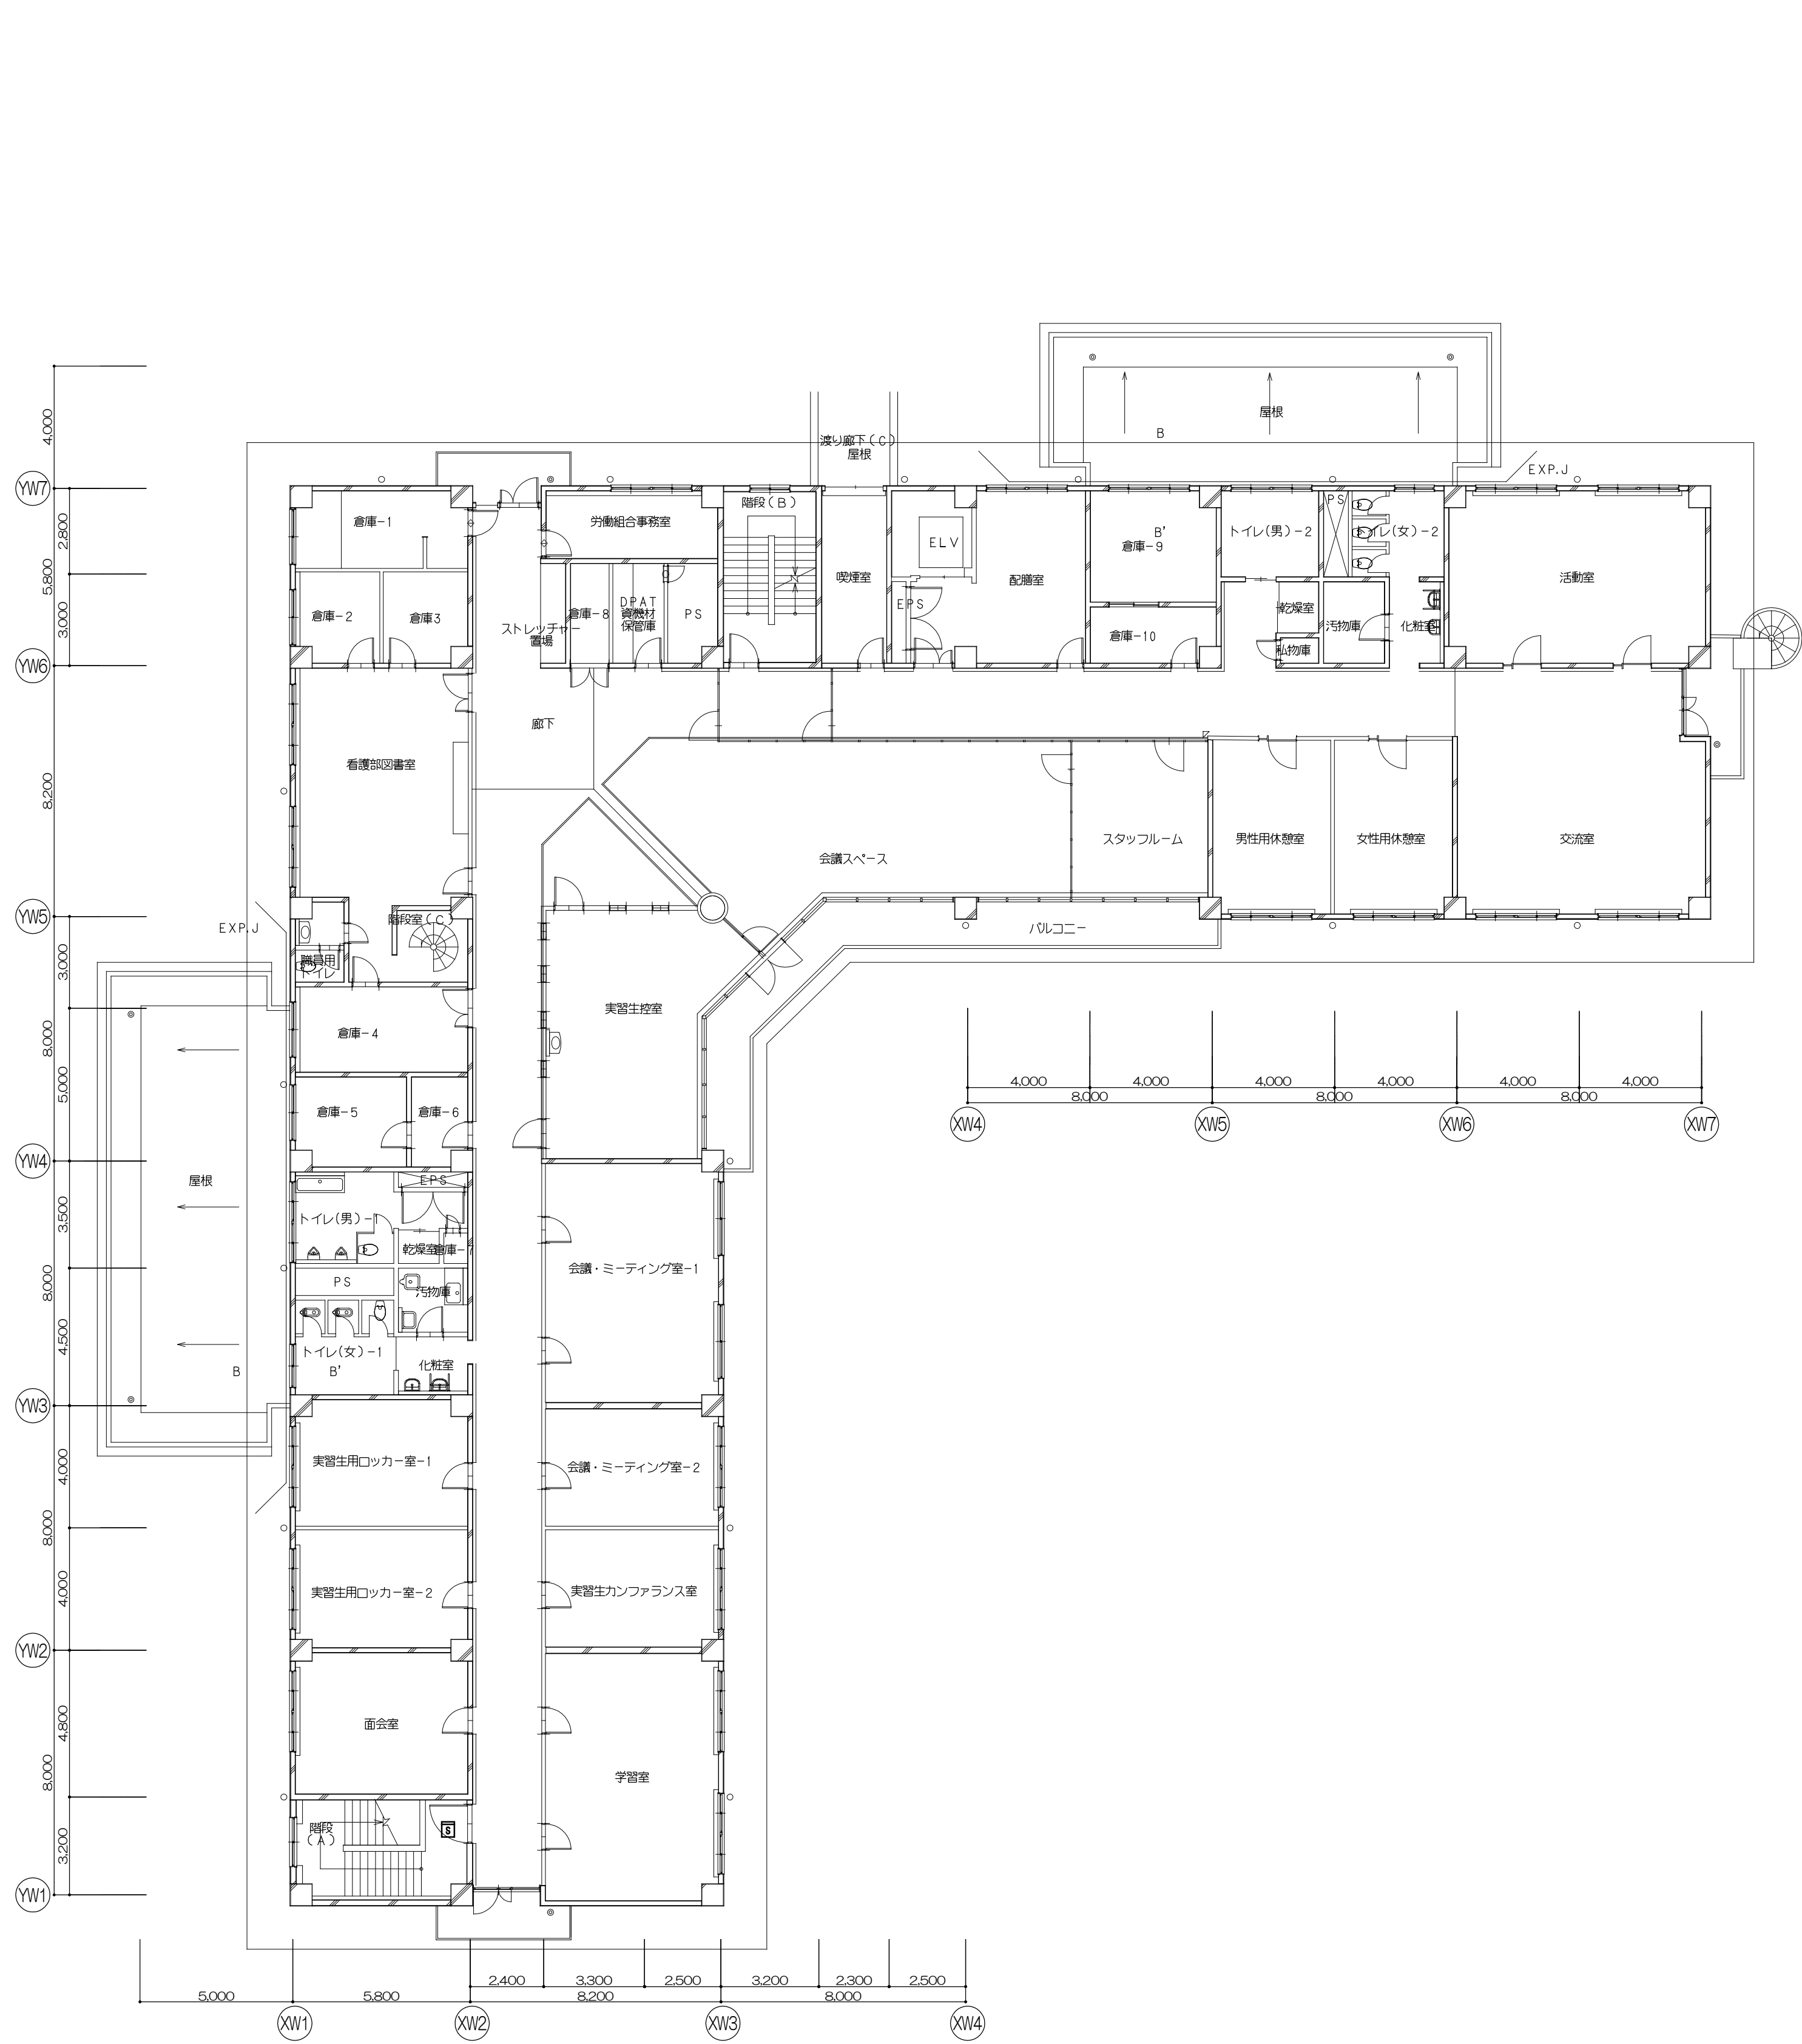 屋根
B
渡り廊下(C)
屋根
EXP.J
4,000
YW7
2,800
5,800
3,000
YW6
8,200
YW5
3,000
8,000
5,000
YW4
3,500
8,000
4,500
YW3
4,000
8,000
4,000
YW2
4,800
8,000
3,200
YW1
倉庫-1
労働組合事務室
階段(B)
ELV
B'
倉庫-9
トイレ(男)-2
PS
トイレ(女)-2
喫煙室
配膳室
活動室
倉庫-2
倉庫3
倉庫-8
DPAT
資機材
保管庫
PS
EPS
乾燥室
ストレッチャー
置場
倉庫-10
汚物庫
化粧室
私物庫
廊下
看護部図書室
会議スペース
スタッフルーム
男性用休憩室
女性用休憩室
交流室
EXP.J
階段室(C)
バルコニー
職員用
トイレ
実習生控室
倉庫-4
倉庫-5
倉庫-6
4,000
4,000
4,000
4,000
4,000
4,000
8,000
8,000
8,000
XW4
XW5
XW6
XW7
屋根
EPS
トイレ(男)-1
乾燥室
倉庫-7
会議・ミーティング室-1
PS
汚物庫
トイレ(女)-1
B
B'
化粧室
実習生用ロッカー室-1
会議・ミーティング室-2
実習生用ロッカー室-2
実習生カンファランス室
面会室
学習室
階段
(A)
S
2,400
3,300
2,500
3,200
2,300
2,500
5,000
5,800
8,200
8,000
XW1
XW2
XW3
XW4